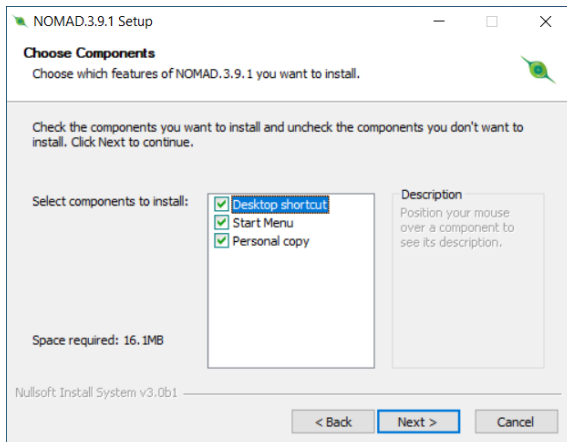 NOMAD.3.9.1 Setup
Choose Components
Choose which features of NOMAD.3.9.1 you want to install.
Check the components you want to install and uncheck the components you don't want to
install. Click Next to continue.
Select components to install:
Desktop shortcut
Start Menu
Personal copy
Description
Position your mouse
over a component to
see its description.
Space required: 16.1MB
Nullsoft Install System v3.0b1
< Back
Next >
Cancel